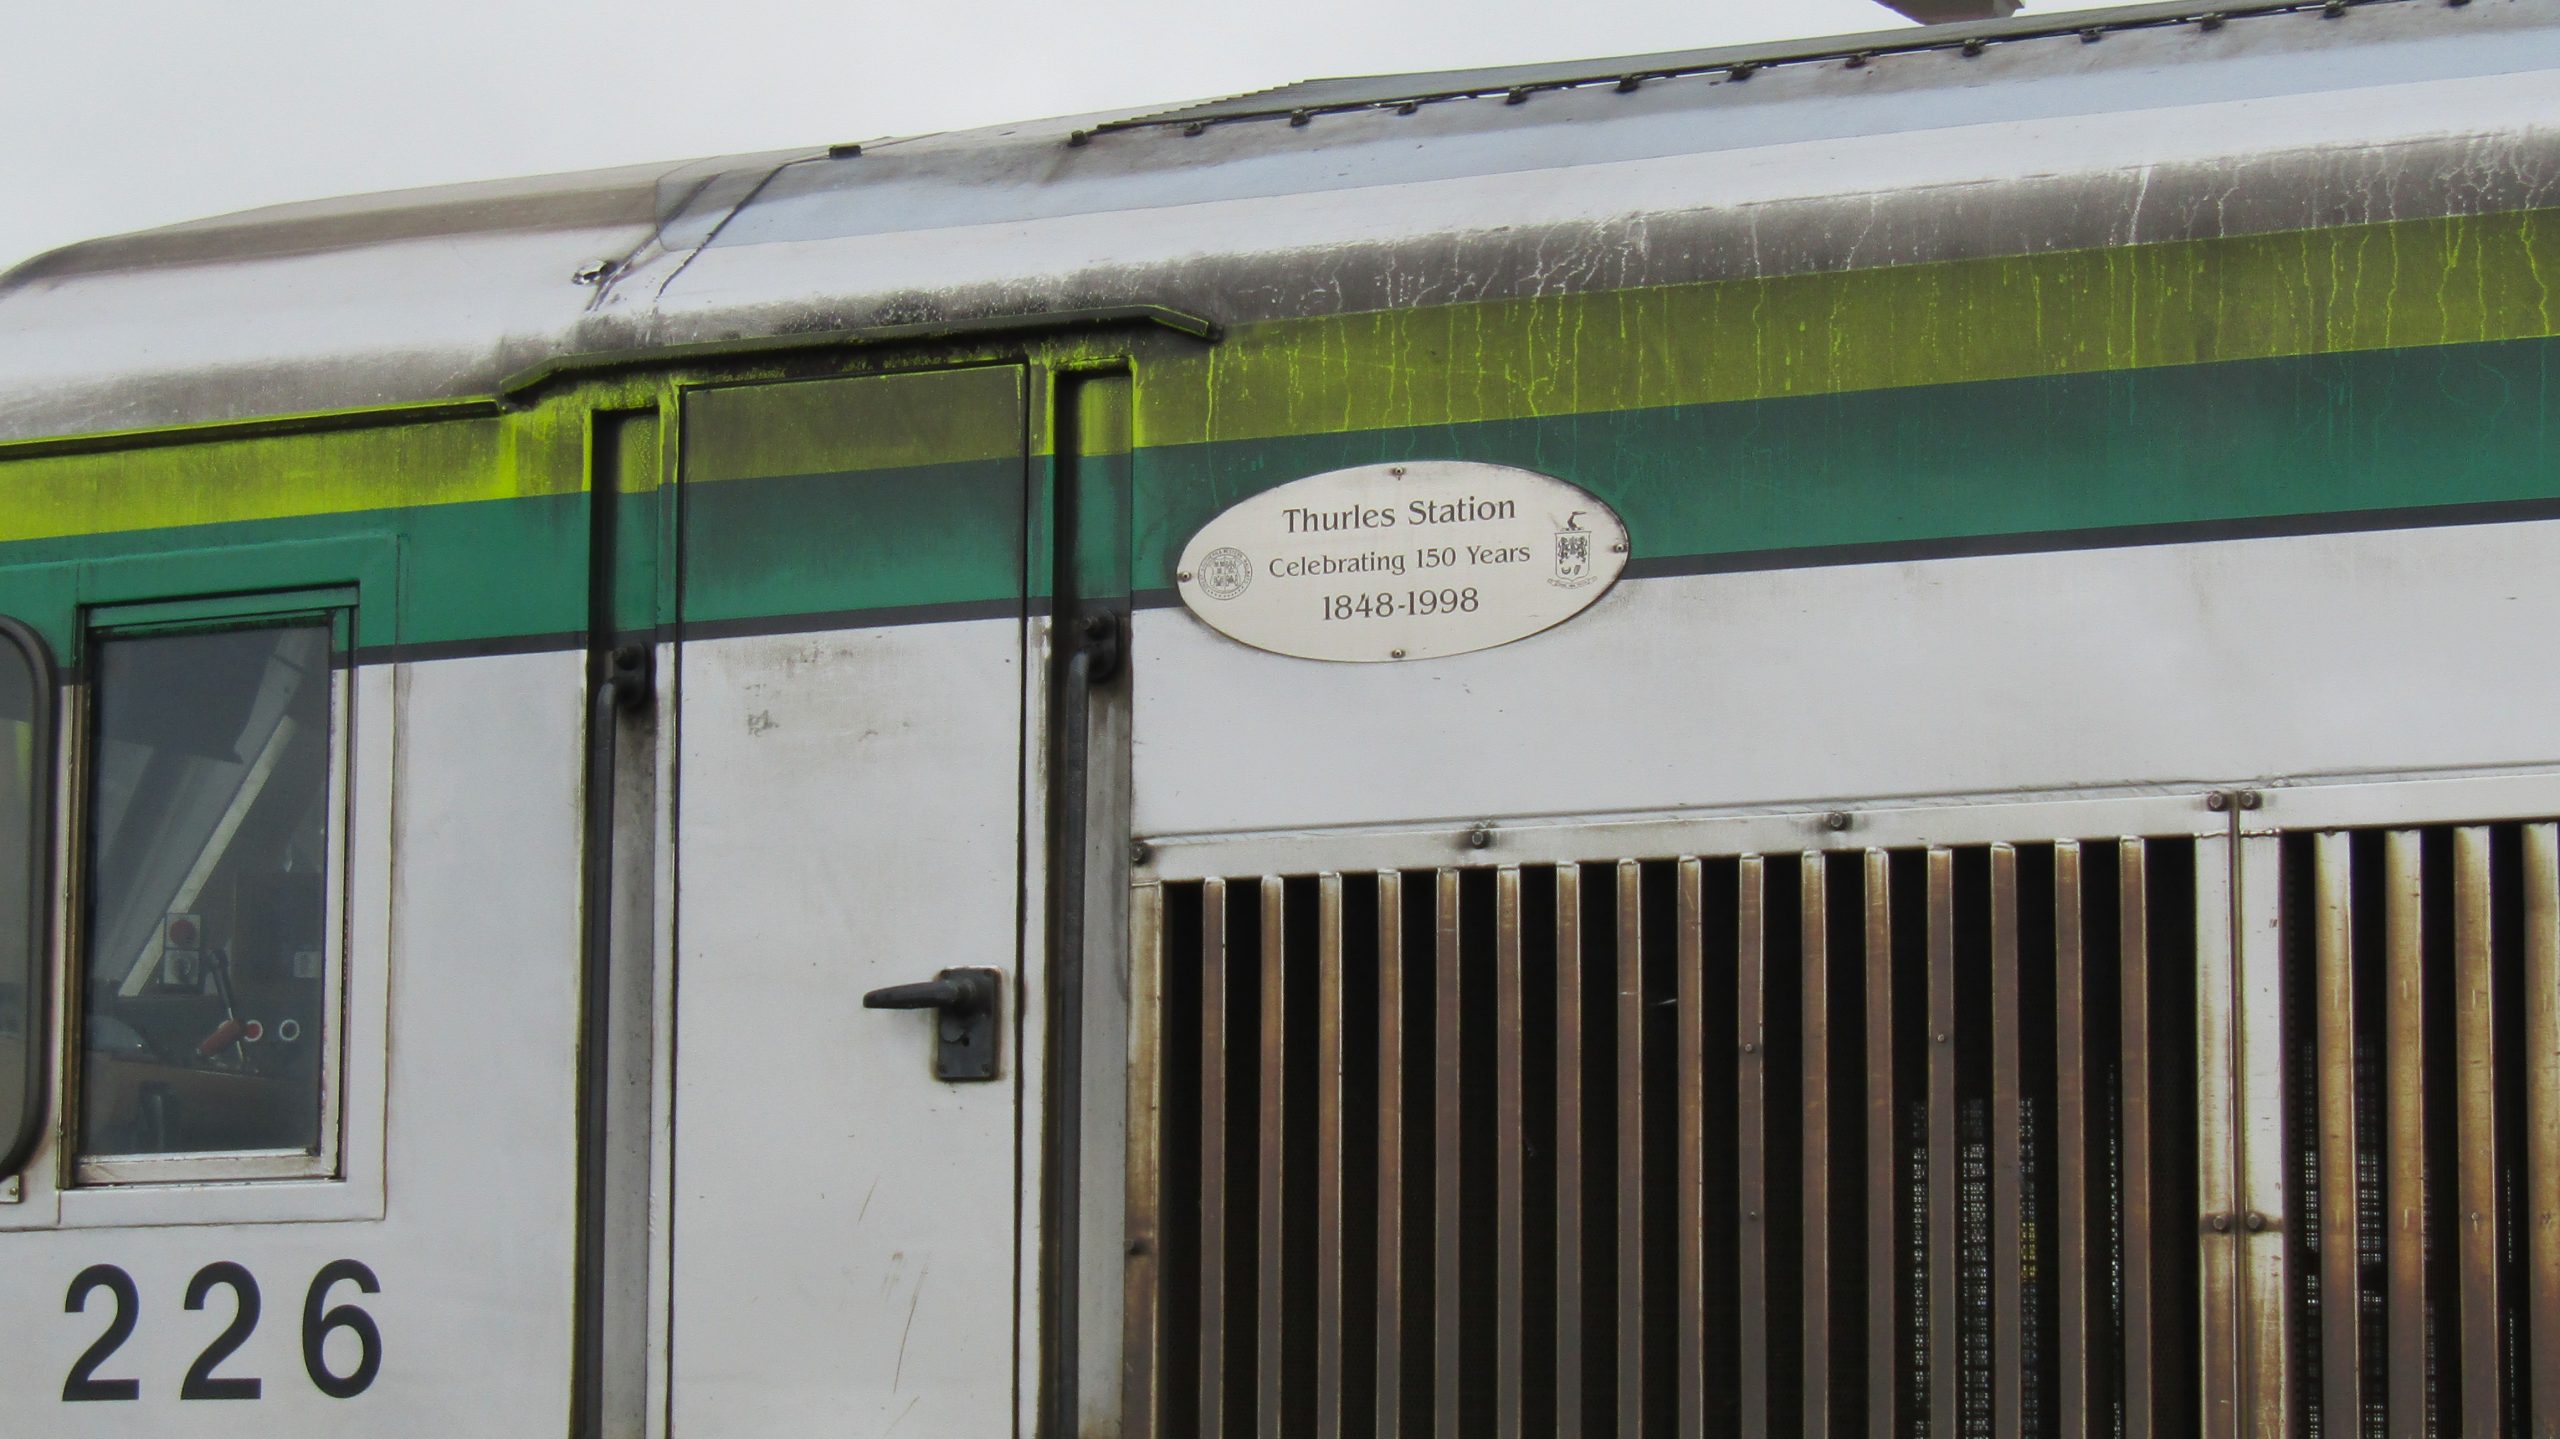 Thurles Station
Celebrating 150 Years
1848-1998
226